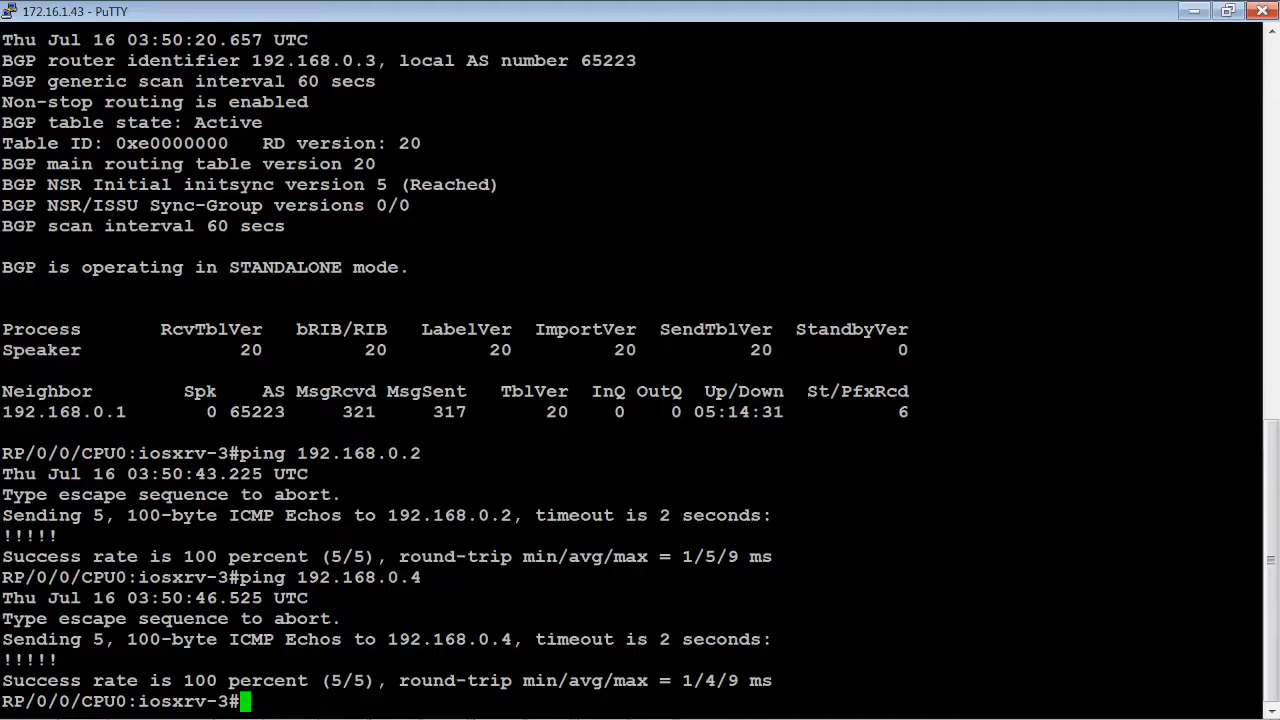 172.16.1.43 - PuTTY
Thu Jul 16 03:50:20.657 UTC
BGP router identifier 192.168.0.3, local AS number 65223
BGP generic scan interval 60 secs
Non-stop routing is enabled
BGP table state: Active
Table ID: 0xe0000000   RD version: 20
BGP main routing table version 20
BGP NSR Initial initsync version 5 (Reached)
BGP NSR/ISSU Sync-Group versions 0/0
BGP scan interval 60 secs
BGP is operating in STANDALONE mode.
Process       RcvTblVer   bRIB/RIB   LabelVer  ImportVer  SendTblVer  StandbyVer
Speaker              20         20         20         20          20           0
Neighbor        Spk    AS MsgRcvd MsgSent   TblVer  InQ OutQ  Up/Down  St/PfxRcd
192.168.0.1       0 65223     321     317       20    0    0 05:14:31          6
RP/0/0/CPU0:iosxrv-3#ping 192.168.0.2
Thu Jul 16 03:50:43.225 UTC
Type escape sequence to abort.
Sending 5, 100-byte ICMP Echos to 192.168.0.2, timeout is 2 seconds:
!!!!!
Success rate is 100 percent (5/5), round-trip min/avg/max = 1/5/9 ms
RP/0/0/CPU0:iosxrv-3#ping 192.168.0.4
Thu Jul 16 03:50:46.525 UTC
Type escape sequence to abort.
Sending 5, 100-byte ICMP Echos to 192.168.0.4, timeout is 2 seconds:
!!!!!
Success rate is 100 percent (5/5), round-trip min/avg/max = 1/4/9 ms
RP/0/0/CPU0:iosxrv-3#